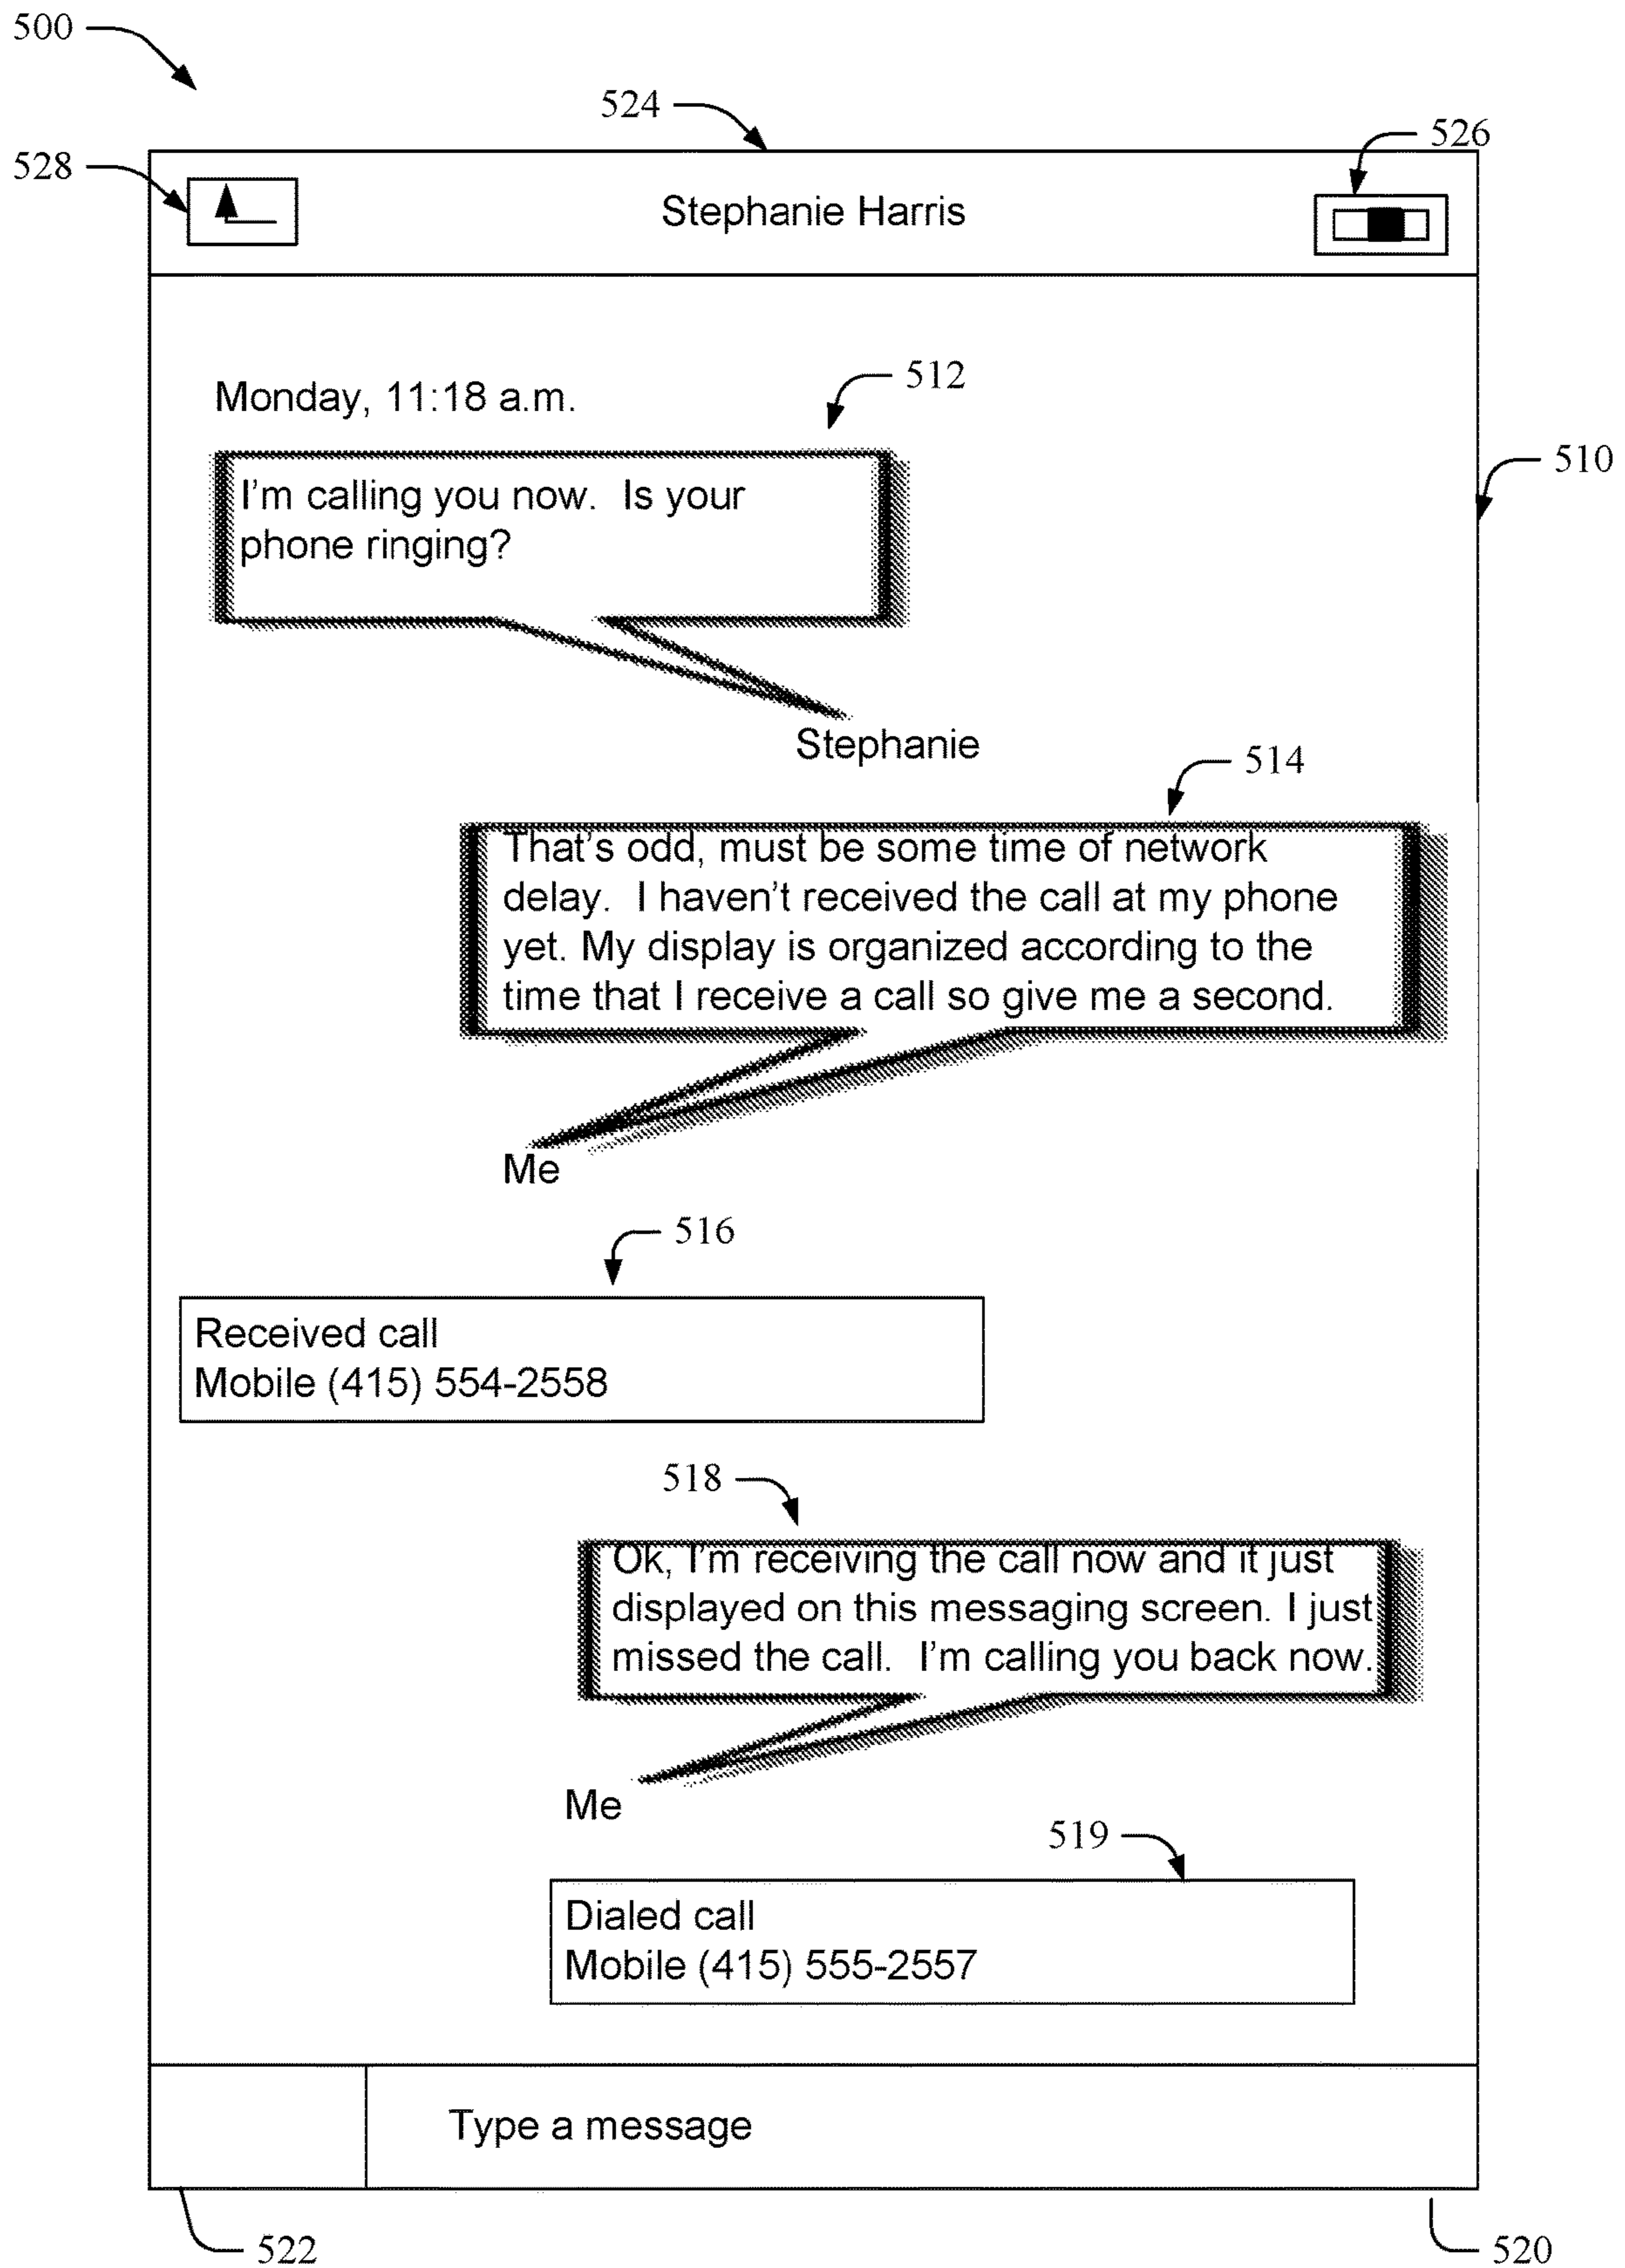 500
524
526
528
Stephanie Harris
Monday, 11:18 a.m.
512
510
I'm calling you now.  Is your
phone ringing?
Stephanie
514
That's odd, must be some time of network
delay.  I haven't received the call at my phone
yet. My display is organized according to the
time that I receive a call so give me a second.
Me
516
Received call
Mobile (415) 554-2558
518
Ok, I'm receiving the call now and it just
displayed on this messaging screen. I just
missed the call.  I'm calling you back now.
Me
519
Dialed call
Mobile (415) 555-2557
Type a message
522
520